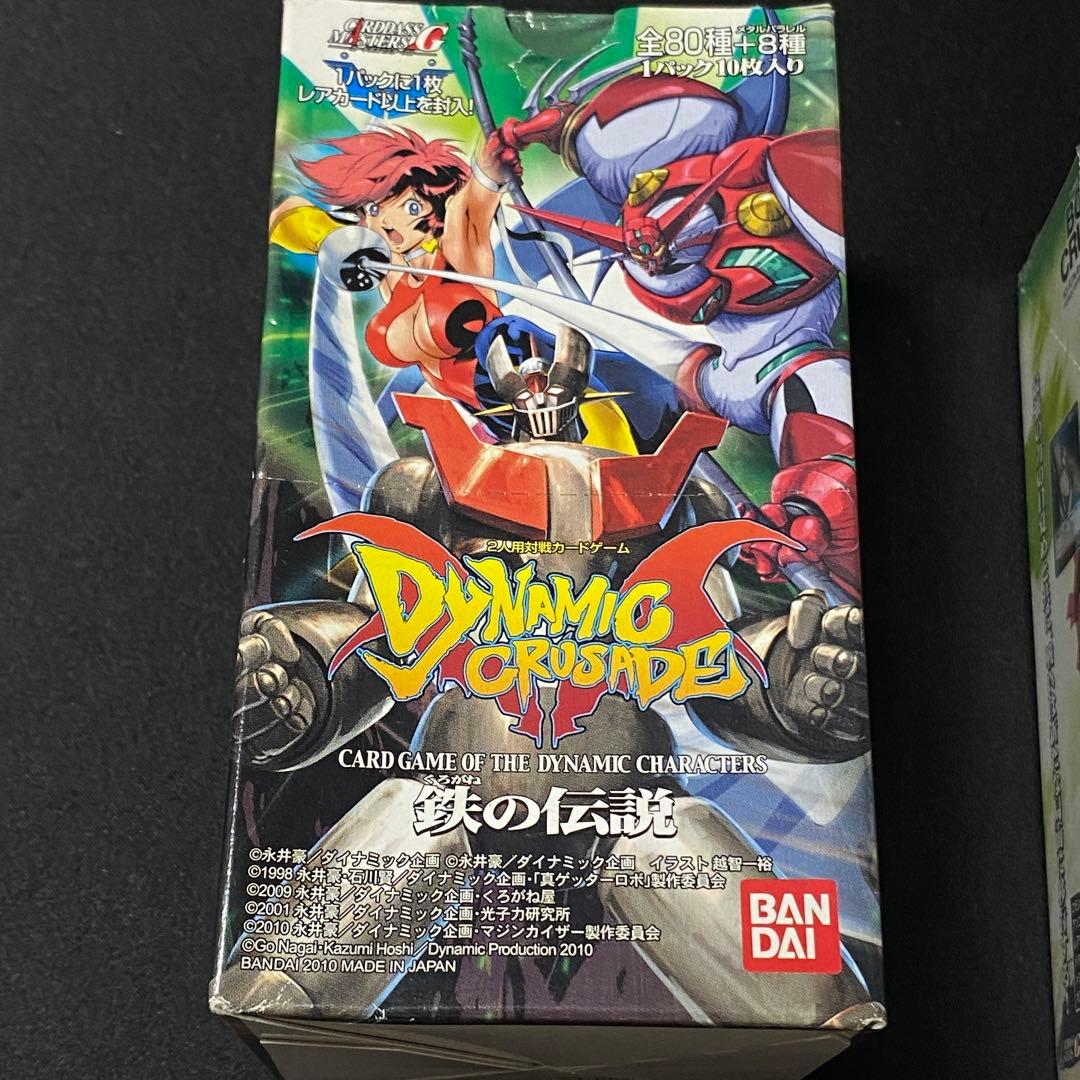 CARDDASS
MASTERS G
1パックに1枚
レアカード以上を封入!
メタルパラレル
全80種+8種
1パック10枚入り
2人用対戦カードゲーム
DYNAMIC
CRUSADE
CARD GAME OF THE DYNAMIC CHARACTERS
くろがね
鉄の伝説
©永井豪/ダイナミック企画 ©永井豪/ダイナミック企画 イラスト 越智一裕
©1998 永井豪・石川賢/ダイナミック企画・「真ゲッターロボ」製作委員会
©2009 永井豪/ダイナミック企画・くろがね屋
©2001 永井豪/ダイナミック企画・光子力研究所
©2010 永井豪/ダイナミック企画・マジンカイザー製作委員会
©Go Nagai・Kazumi Hoshi/Dynamic Production 2010
BANDAI 2010 MADE IN JAPAN
BAN
DAI